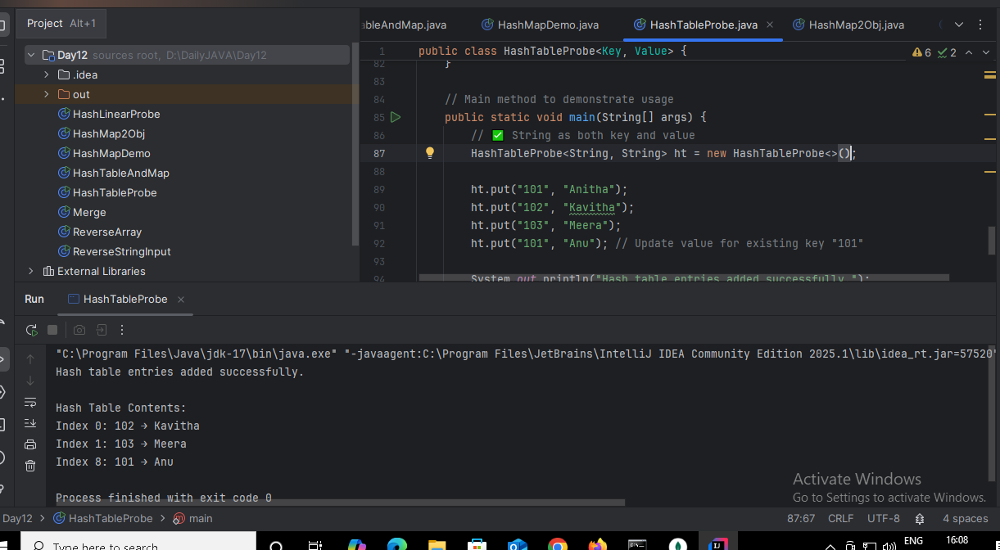 Project Alt+1
Day12 sources root, D:\DailyJAVA\Day12
.idea
out
HashLinearProbe
HashMap2Obj
HashMapDemo
HashTableAndMap
HashTableProbe
Merge
ReverseArray
ReverseStringInput
External Libraries
ableAndMap.java HashMapDemo.java HashTableProbe.java HashMap2Obj.java
1 public class HashTableProbe<Key, Value> { 6 2
82 }
83
84 // Main method to demonstrate usage
85 public static void main(String[] args) {
86 // ✅ String as both key and value
87 HashTableProbe<String, String> ht = new HashTableProbe<>();
88
89 ht.put("101", "Anitha");
90 ht.put("102", "Kavitha");
91 ht.put("103", "Meera");
92 ht.put("101", "Anu"); // Update value for existing key "101"
93
94 System.out.println("Hash table entries added successfully.");
Run HashTableProbe
"C:\Program Files\Java\jdk-17\bin\java.exe" "-javaagent:C:\Program Files\JetBrains\IntelliJ IDEA Community Edition 2025.1\lib\idea_rt.jar=57520
Hash table entries added successfully.
Hash Table Contents:
Index 0: 102 → Kavitha
Index 1: 103 → Meera
Index 8: 101 → Anu
Process finished with exit code 0
Activate Windows
Go to Settings to activate Windows.
Day12 > HashTableProbe > main 87:67 CRLF UTF-8 4 spaces
Type here to search ENG 16:08